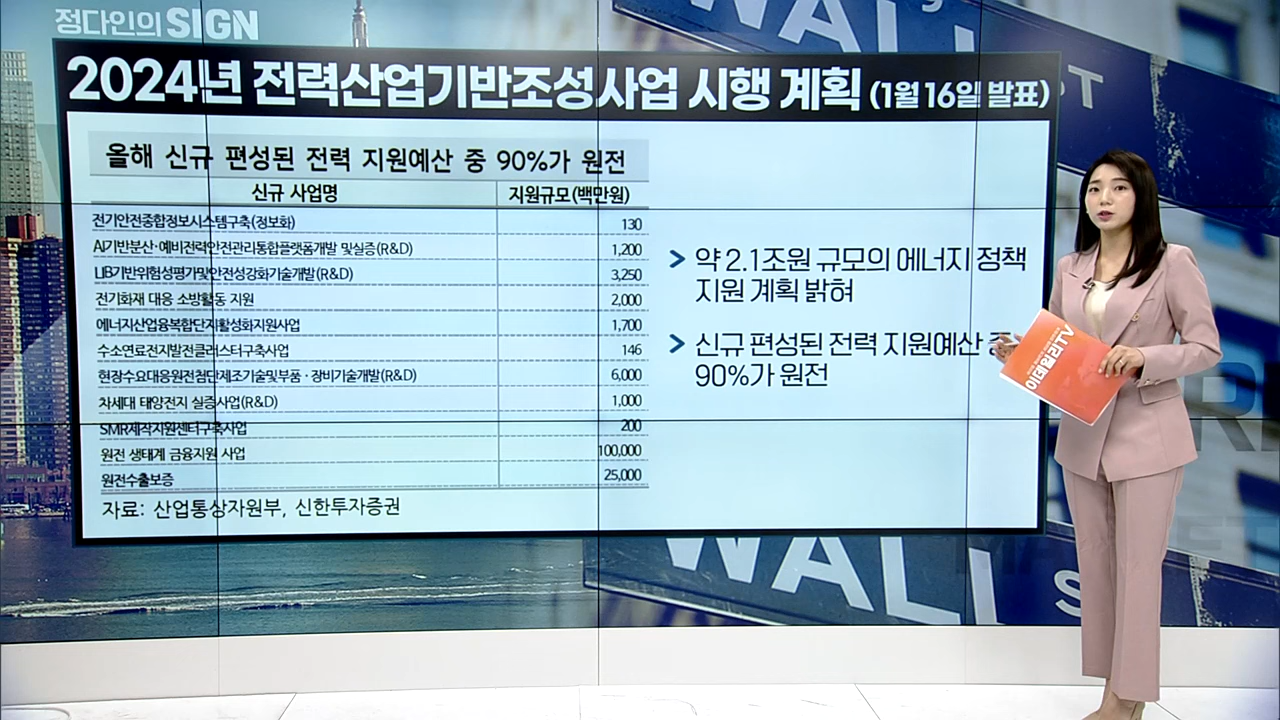 정다인의 SIGN
2024년 전력산업기반조성사업 시행 계획 (1월 16일 발표)
올해 신규 편성된 전력 지원예산 중 90%가 원전
신규 사업명 지원규모(백만원)
전기안전종합정보시스템구축(정보화) 130
AI기반분산·예비전력안전관리통합플랫폼개발 및실증(R&D) 1,200
LIB기반위험성평가및안전성강화기술개발(R&D) 3,250
전기화재 대응 소방활동 지원 2,000
에너지산업융복합단지활성화지원사업 1,700
수소연료전지발전클러스터구축사업 146
현장수요대응원전첨단제조기술및부품·장비기술개발(R&D) 6,000
차세대 태양전지 실증사업(R&D) 1,000
SMR제작지원센터구축사업 200
원전 생태계 금융지원 사업 100,000
원전수출보증 25,000
자료: 산업통상자원부, 신한투자증권
약 2.1조원 규모의 에너지 정책
지원 계획 밝혀
신규 편성된 전력 지원예산
90%가 원전
이데일리TV
WALL
ST
WALL
S